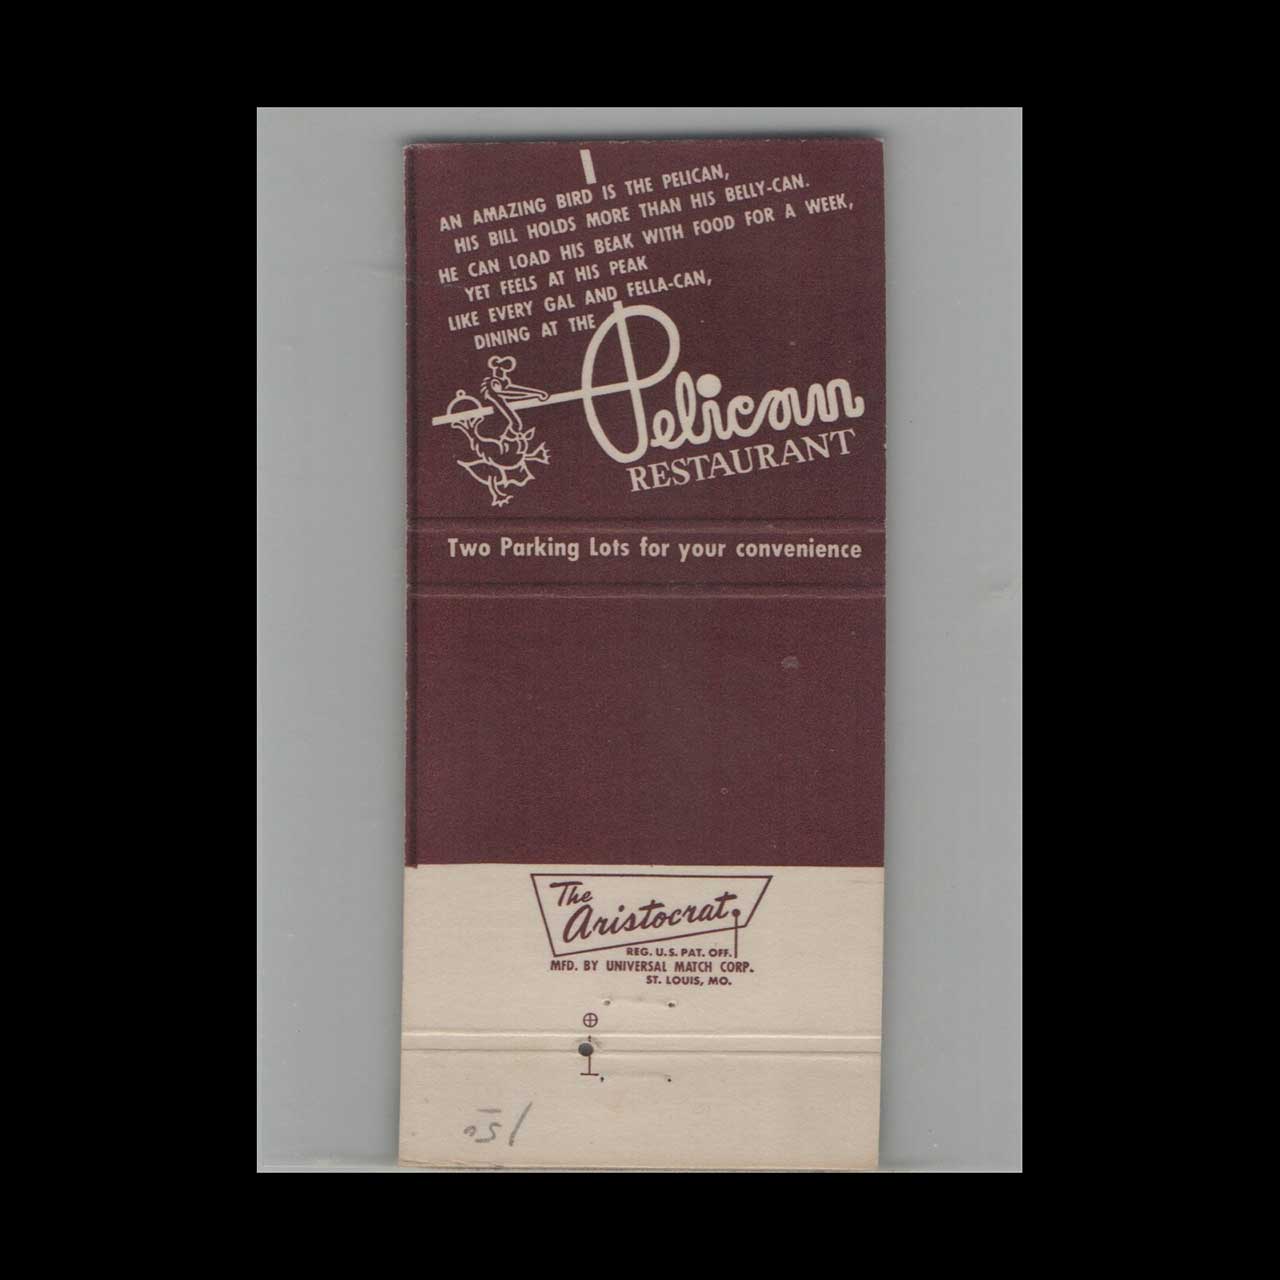 AN AMAZING BIRD IS THE PELICAN,
HIS BILL HOLDS MORE THAN HIS BELLY-CAN.
HE CAN LOAD HIS BEAK WITH FOOD FOR A WEEK,
YET FEELS AT HIS PEAK
LIKE EVERY GAL AND FELLA-CAN,
DINING AT THE
Pelican
RESTAURANT
Two Parking Lots for your convenience
The
Aristocrat
REG. U.S. PAT. OFF.
MFD. BY UNIVERSAL MATCH CORP.
ST. LOUIS, MO.